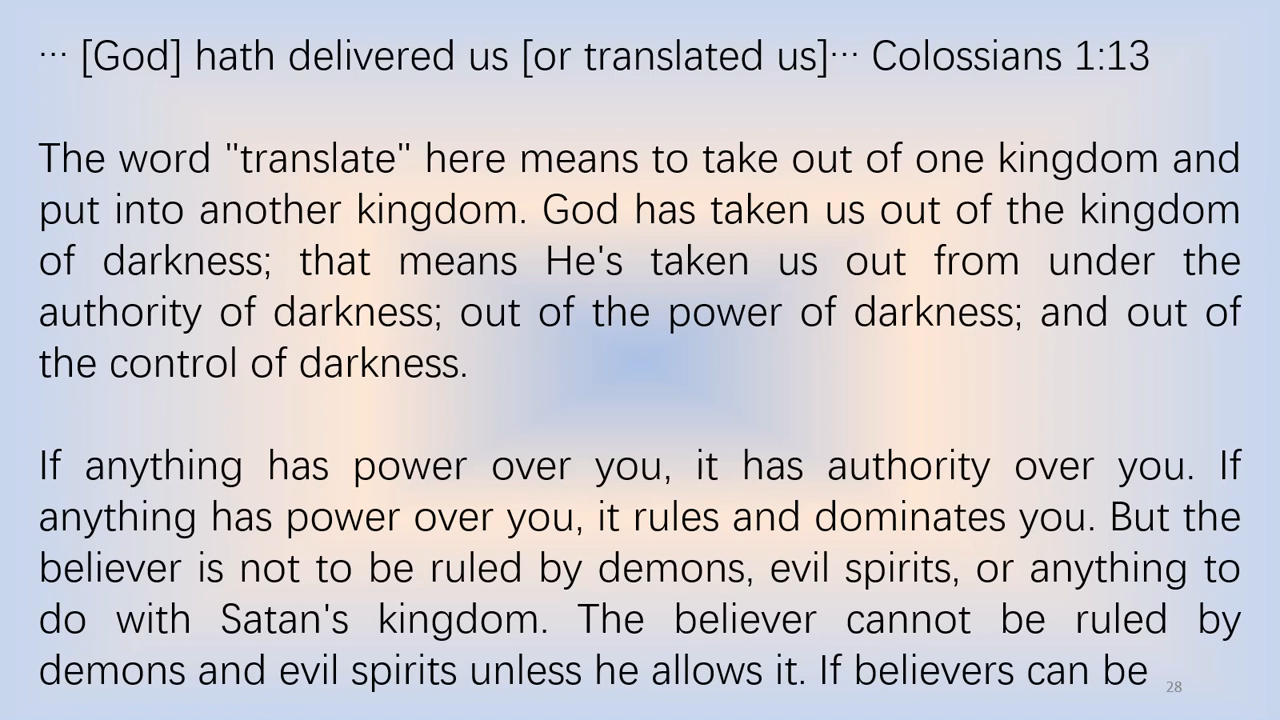 ··· [God] hath delivered us [or translated us]··· Colossians 1:13
The word "translate" here means to take out of one kingdom and
put into another kingdom. God has taken us out of the kingdom
of darkness; that means He's taken us out from under the
authority of darkness; out of the power of darkness; and out of
the control of darkness.
If anything has power over you, it has authority over you. If
anything has power over you, it rules and dominates you. But the
believer is not to be ruled by demons, evil spirits, or anything to
do with Satan's kingdom. The believer cannot be ruled by
demons and evil spirits unless he allows it. If believers can be
28